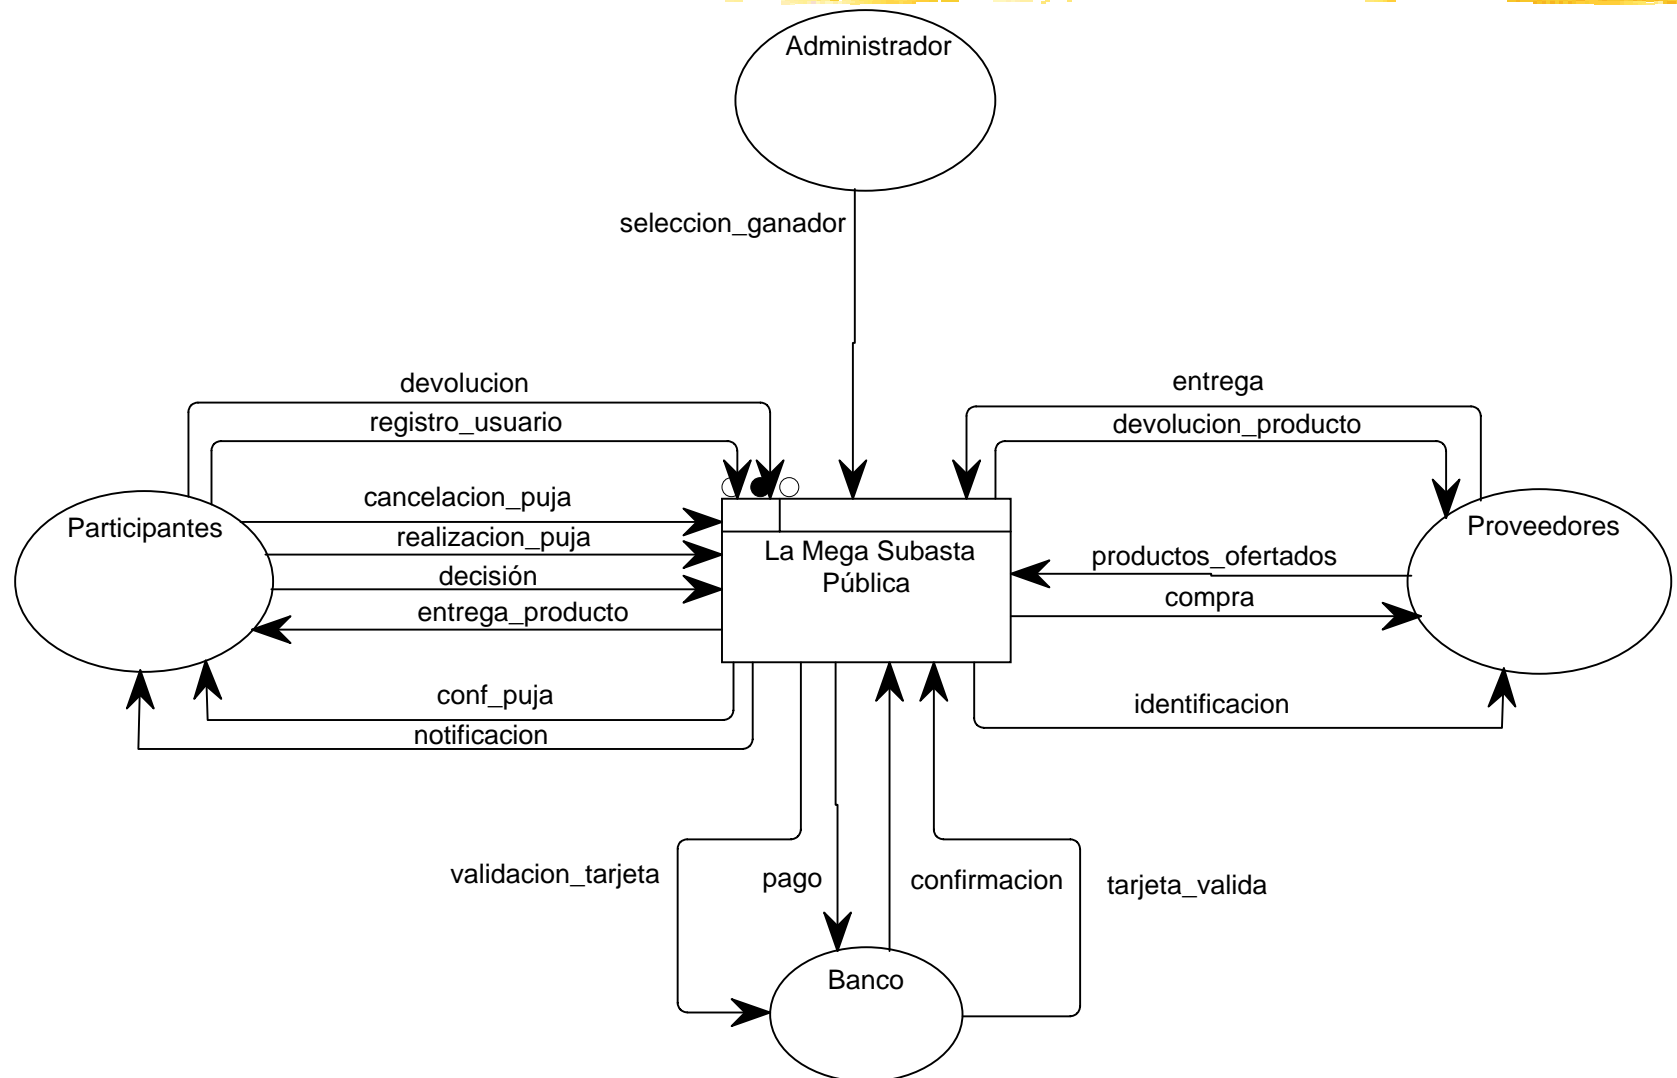 Administrador
seleccion_ganador
devolucion
registro_usuario
cancelacion_puja
realizacion_puja
decisión
entrega_producto
conf_puja
notificacion
Participantes
La Mega Subasta
Pública
entrega
devolucion_producto
productos_ofertados
compra
identificacion
Proveedores
validacion_tarjeta
pago
confirmacion
tarjeta_valida
Banco